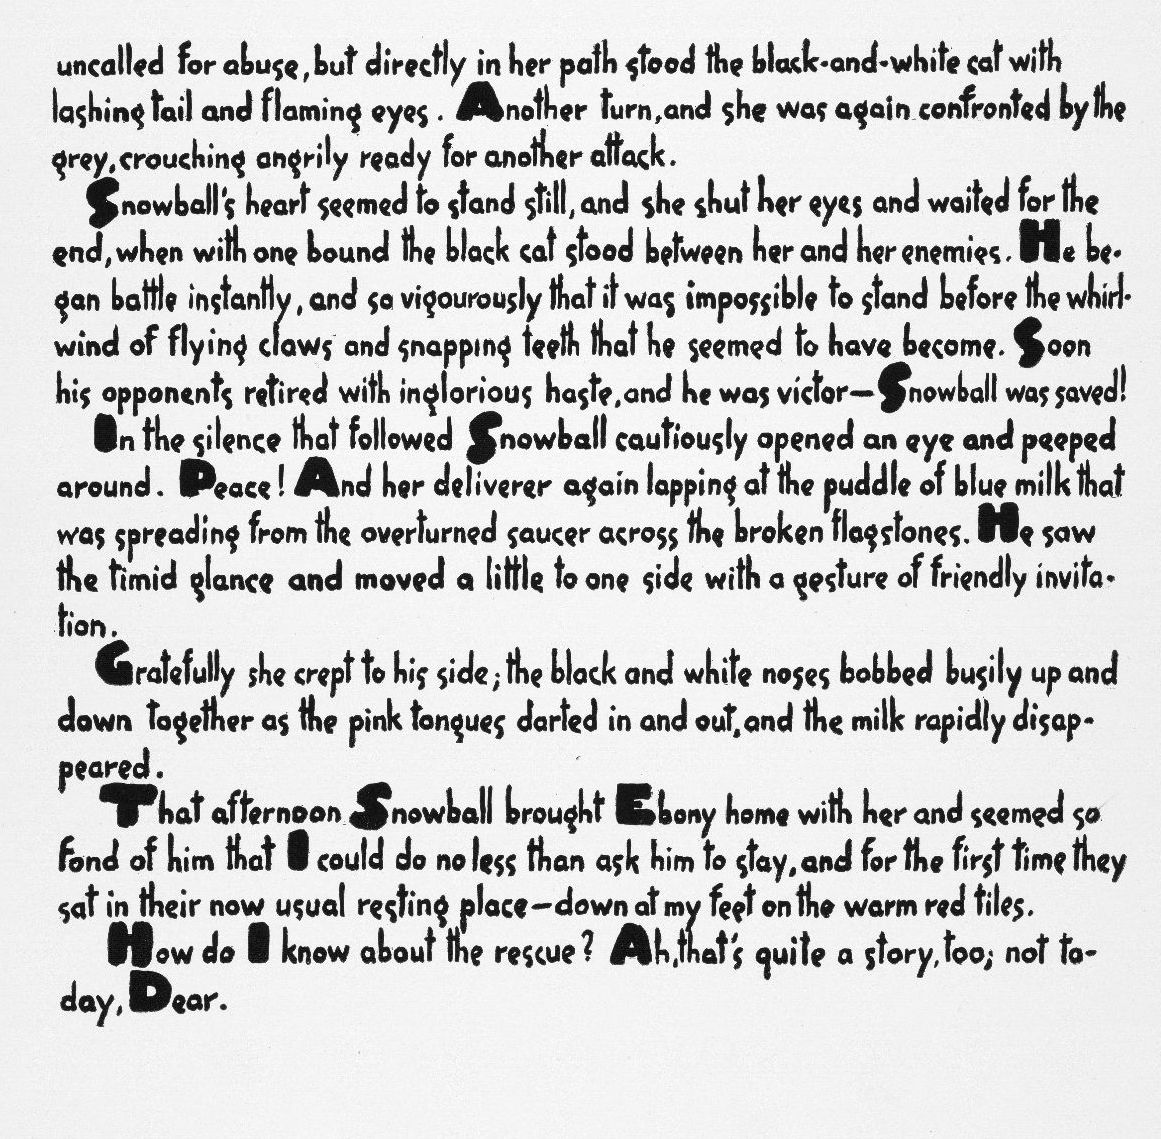 uncalled for abuse, but directly in her path stood the black-and-white cat with
lashing tail and flaming eyes. Another turn, and she was again confronted by the
grey, crouching angrily ready for another attack.
Snowball's heart seemed to stand still, and she shut her eyes and waited for the
end, when with one bound the black cat stood between her and her enemies. He be-
gan battle instantly, and so vigourously that it was impossible to stand before the whirl-
wind of flying claws and snapping teeth that he seemed to have become. Soon
his opponents retired with inglorious haste, and he was victor—Snowball was saved!
In the silence that followed Snowball cautiously opened an eye and peeped
around. Peace! And her deliverer again lapping at the puddle of blue milk that
was spreading from the overturned saucer across the broken flagstones. He saw
the timid glance and moved a little to one side with a gesture of friendly invita-
tion.
Gratefully she crept to his side; the black and white noses bobbed busily up and
down together as the pink tongues darted in and out, and the milk rapidly disap-
peared.
That afternoon Snowball brought Ebony home with her and seemed so
fond of him that I could do no less than ask him to stay, and for the first time they
sat in their now usual resting place—down at my feet on the warm red tiles.
How do I know about the rescue? Ah, that's quite a story, too; not to-
day, Dear.